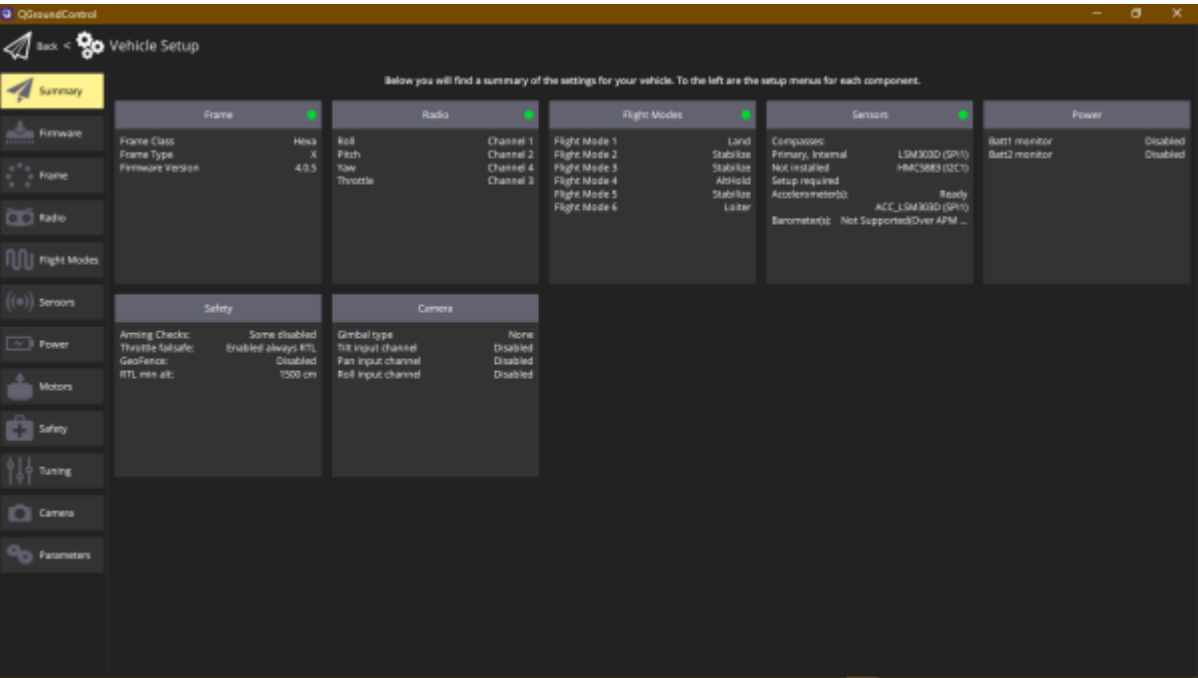 QGroundControl
Back < Vehicle Setup
Below you will find a summary of the settings for your vehicle. To the left are the setup menus for each component.
Summary
Firmware
Frame
Radio
Flight Modes
Sensors
Power
Motors
Safety
Tuning
Camera
Parameters
Frame
Frame Class Hexa
Frame Type X
Firmware Version 4.0.5
Radio
Roll Channel 1
Pitch Channel 2
Yaw Channel 4
Throttle Channel 3
Flight Modes
Flight Mode 1 Land
Flight Mode 2 Stabilize
Flight Mode 3 Stabilize
Flight Mode 4 AltHold
Flight Mode 5 Stabilize
Flight Mode 6 Loiter
Sensors
Compasses:
Primary, Internal LSM303D (SPI1)
Not installed HMC5883 (I2C1)
Setup required
Accelerometer(s): Ready
ACC_LSM303D (SPI1)
Barometer(s): Not Supported(Over APM ...
Power
Batt1 monitor Disabled
Batt2 monitor Disabled
Safety
Arming Checks: Some disabled
Throttle failsafe: Enabled always RTL
GeoFence: Disabled
RTL min alt: 1500 cm
Camera
Gimbal type None
Tilt input channel Disabled
Pan input channel Disabled
Roll input channel Disabled